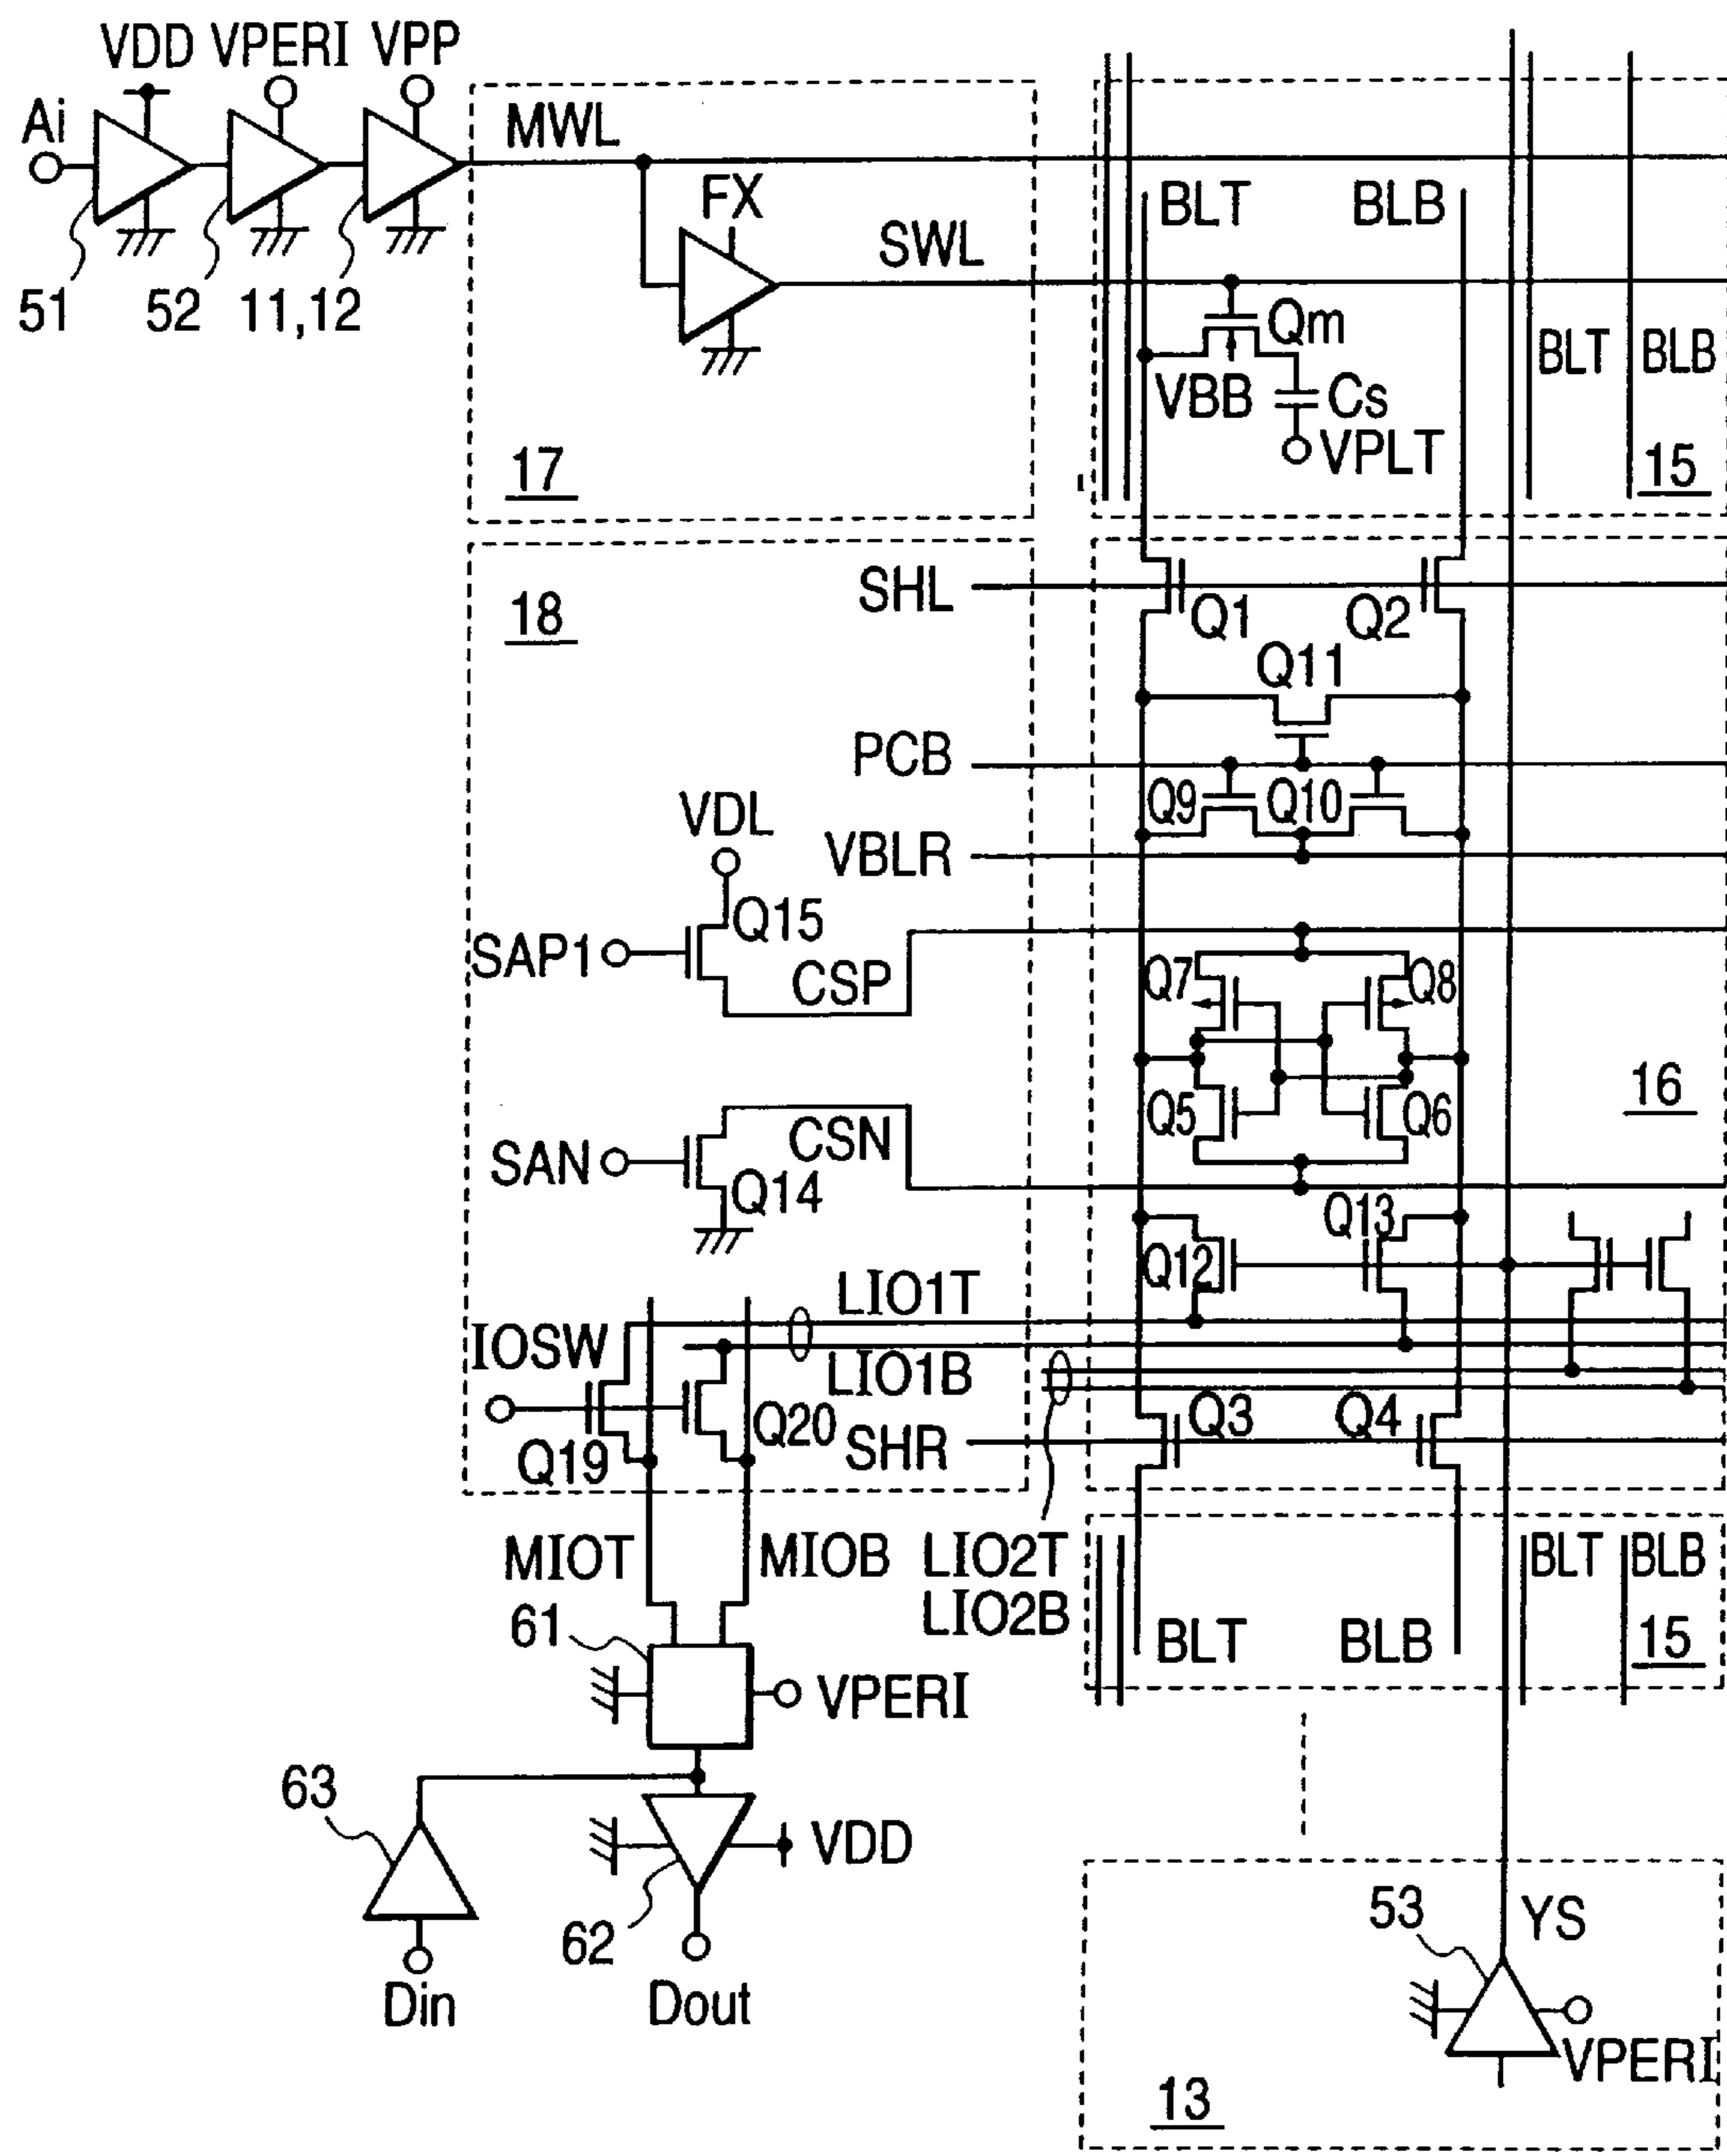 VDD VPERI VPP
Ai
51 52 11,12
MWL
FX
SWL
17
BLT BLB
Qm
VBB Cs
VPLT
BLT BLB
15
18
SHL
Q1 Q2
Q11
PCB
Q9 Q10
VDL
VBLR
Q15
SAP1
CSP
Q7 Q8
16
Q5 Q6
SAN
CSN
Q14
Q13
Q12
LIO1T
IOSW
LIO1B
Q20
Q19
SHR
Q3 Q4
MIOT MIOB
LIO2T
LIO2B
BLT BLB
BLT BLB
15
61
VPERI
63
VDD
62
Din Dout
53
YS
VPERI
13